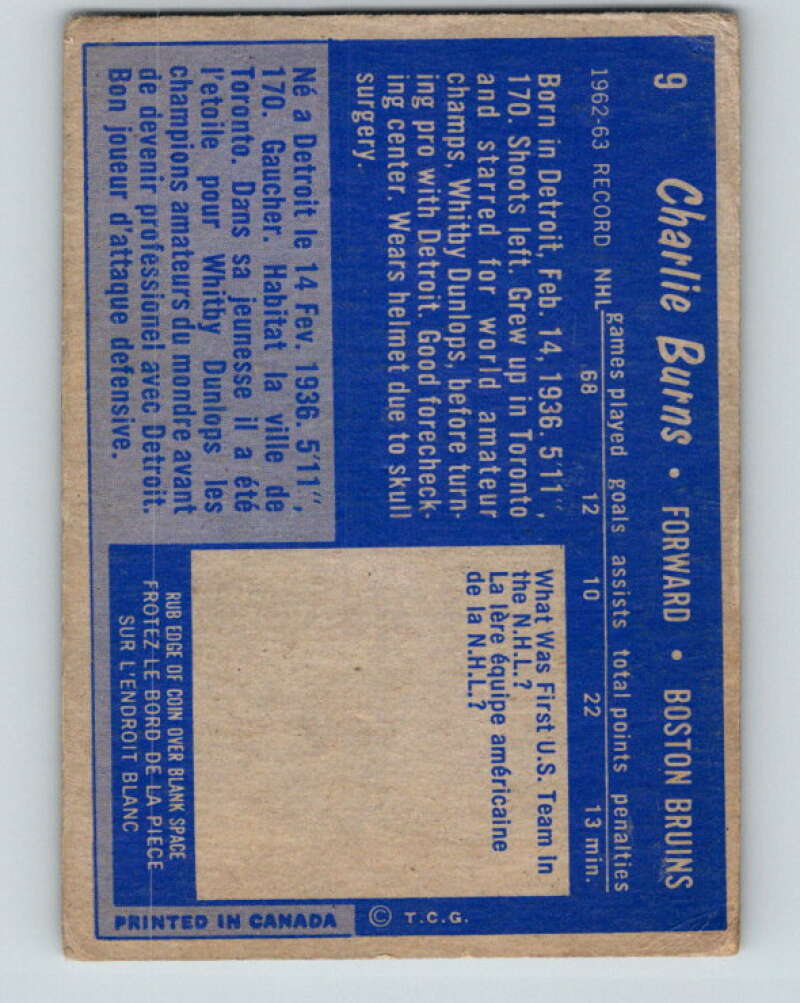 9 Charlie Burns • FORWARD • BOSTON BRUINS
games played goals assists total points penalties
1962-63 RECORD NHL 68 12 10 22 13 min.
Born in Detroit, Feb. 14, 1936. 5'11",
170. Shoots left. Grew up in Toronto
and starred for world amateur
champs, Whitby Dunlops, before turn-
ing pro with Detroit. Good forecheck-
ing center. Wears helmet due to skull
surgery.
Né a Detroit le 14 Fev. 1936. 5'11",
170. Gaucher. Habitat la ville de
Toronto. Dans sa jeunesse il a été
l'etoile pour Whitby Dunlops les
champions amateurs du mondre avant
de devenir professionel avec Detroit.
Bon joueur d'attaque defensive.
What Was First U.S. Team In
the N.H.L.?
La lère équipe américaine
de la N.H.L.?
RUB EDGE OF COIN OVER BLANK SPACE
FROTEZ LE BORD DE LA PIECE
SUR L'ENDROIT BLANC
PRINTED IN CANADA © T.C.G.